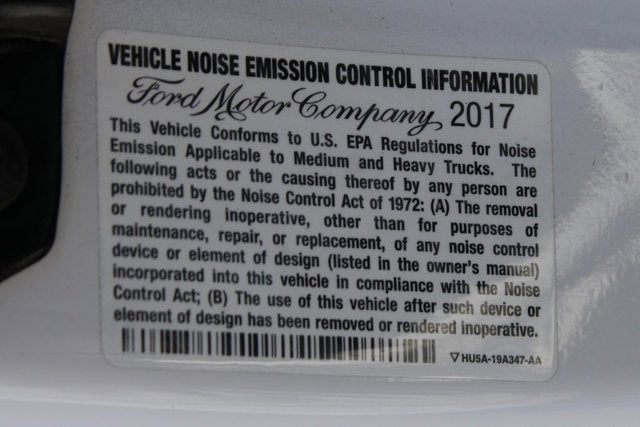 VEHICLE NOISE EMISSION CONTROL INFORMATION
Ford Motor Company, 2017
This Vehicle Conforms to U.S. EPA Regulations for Noise
Emission Applicable to Medium and Heavy Trucks. The
following acts or the causing thereof by any person are
prohibited by the Noise Control Act of 1972: (A) The removal
or rendering inoperative, other than for purposes of
maintenance, repair, or replacement, of any noise control
device or element of design (listed in the owner's manual)
incorporated into this vehicle in compliance with the Noise
Control Act; (B) The use of this vehicle after such device or
element of design has been removed or rendered inoperative.
HU5A-19A347-AA